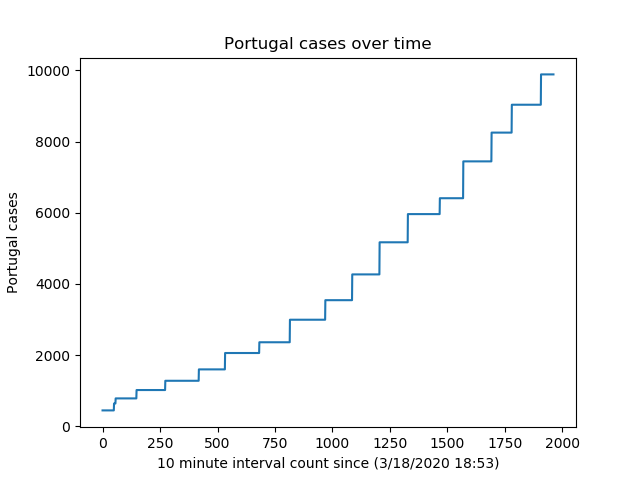 Portugal cases over time
10000
8000
6000
4000
2000
0
Portugal cases
0 250 500 750 1000 1250 1500 1750 2000
10 minute interval count since (3/18/2020 18:53)